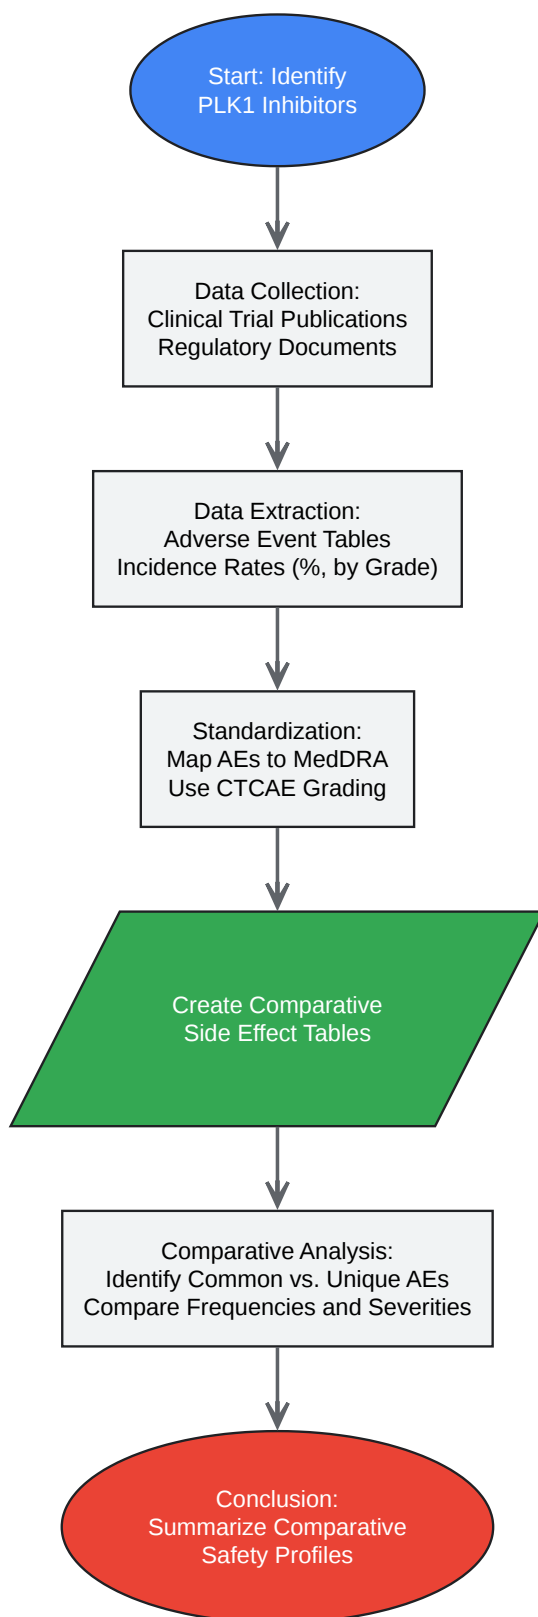 Start: Identify
PLK1 Inhibitors
Data Collection:
Clinical Trial Publications
Regulatory Documents
Data Extraction:
Adverse Event Tables
Incidence Rates (%, by Grade)
Standardization:
Map AEs to MedDRA
Use CTCAE Grading
Create Comparative
Side Effect Tables
Comparative Analysis:
Identify Common vs. Unique AEs
Compare Frequencies and Severities
Conclusion:
Summarize Comparative
Safety Profiles